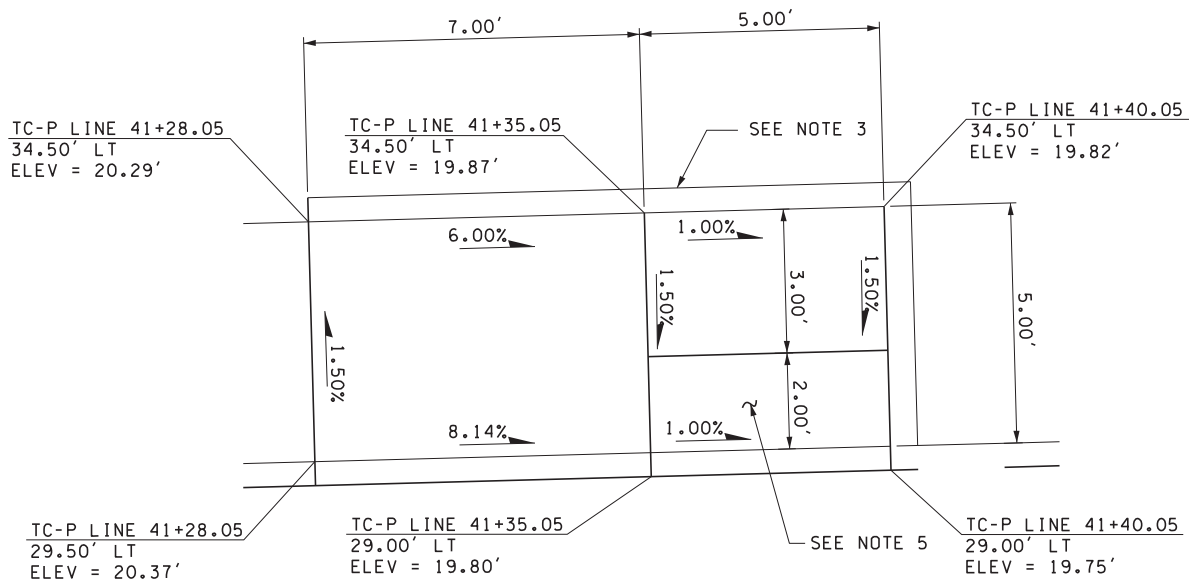 7.00′
5.00′
TC-P LINE 41+28.05
34.50′ LT
ELEV = 20.29′
TC-P LINE 41+35.05
34.50′ LT
ELEV = 19.87′
SEE NOTE 3
TC-P LINE 41+40.05
34.50′ LT
ELEV = 19.82′
6.00%
1.00%
1.50%
3.00′
1.50%
5.00′
1.50%
8.14%
1.00%
2.00′
TC-P LINE 41+28.05
29.50′ LT
ELEV = 20.37′
TC-P LINE 41+35.05
29.00′ LT
ELEV = 19.80′
SEE NOTE 5
TC-P LINE 41+40.05
29.00′ LT
ELEV = 19.75′